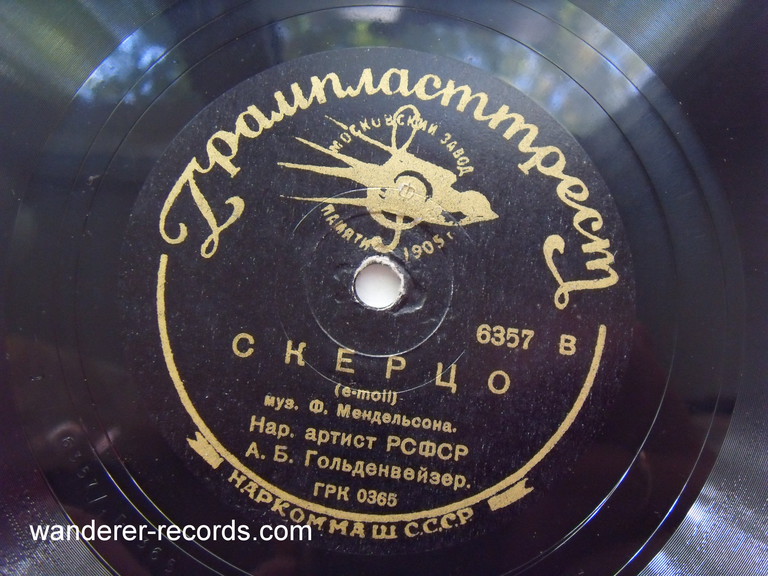 Грампласттрест
МОСКОВСКИЙ ЗАВОД
ПАМЯТИ 1905 г.
6357 В
СКЕРЦО
(e-moll)
муз. Ф. Мендельсона.
Нар. артист РСФСР
А. Б. Гольденвейзер.
ГРК 0365
НАРКОММАШ СССР
wanderer-records.com